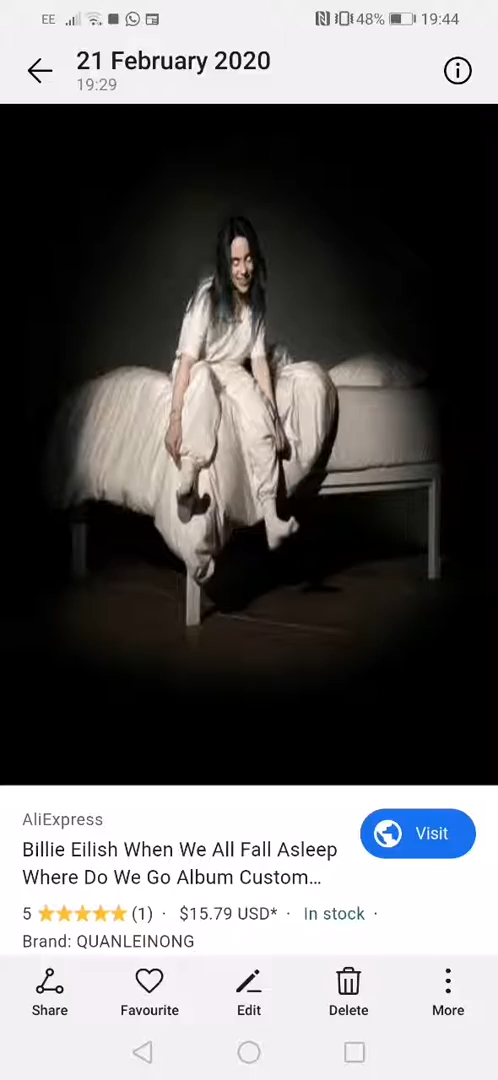 EE 48% 19:44
21 February 2020
19:29
AliExpress
Visit
Billie Eilish When We All Fall Asleep
Where Do We Go Album Custom...
5 (1) · $15.79 USD* · In stock ·
Brand: QUANLEINONG
Share Favourite Edit Delete More